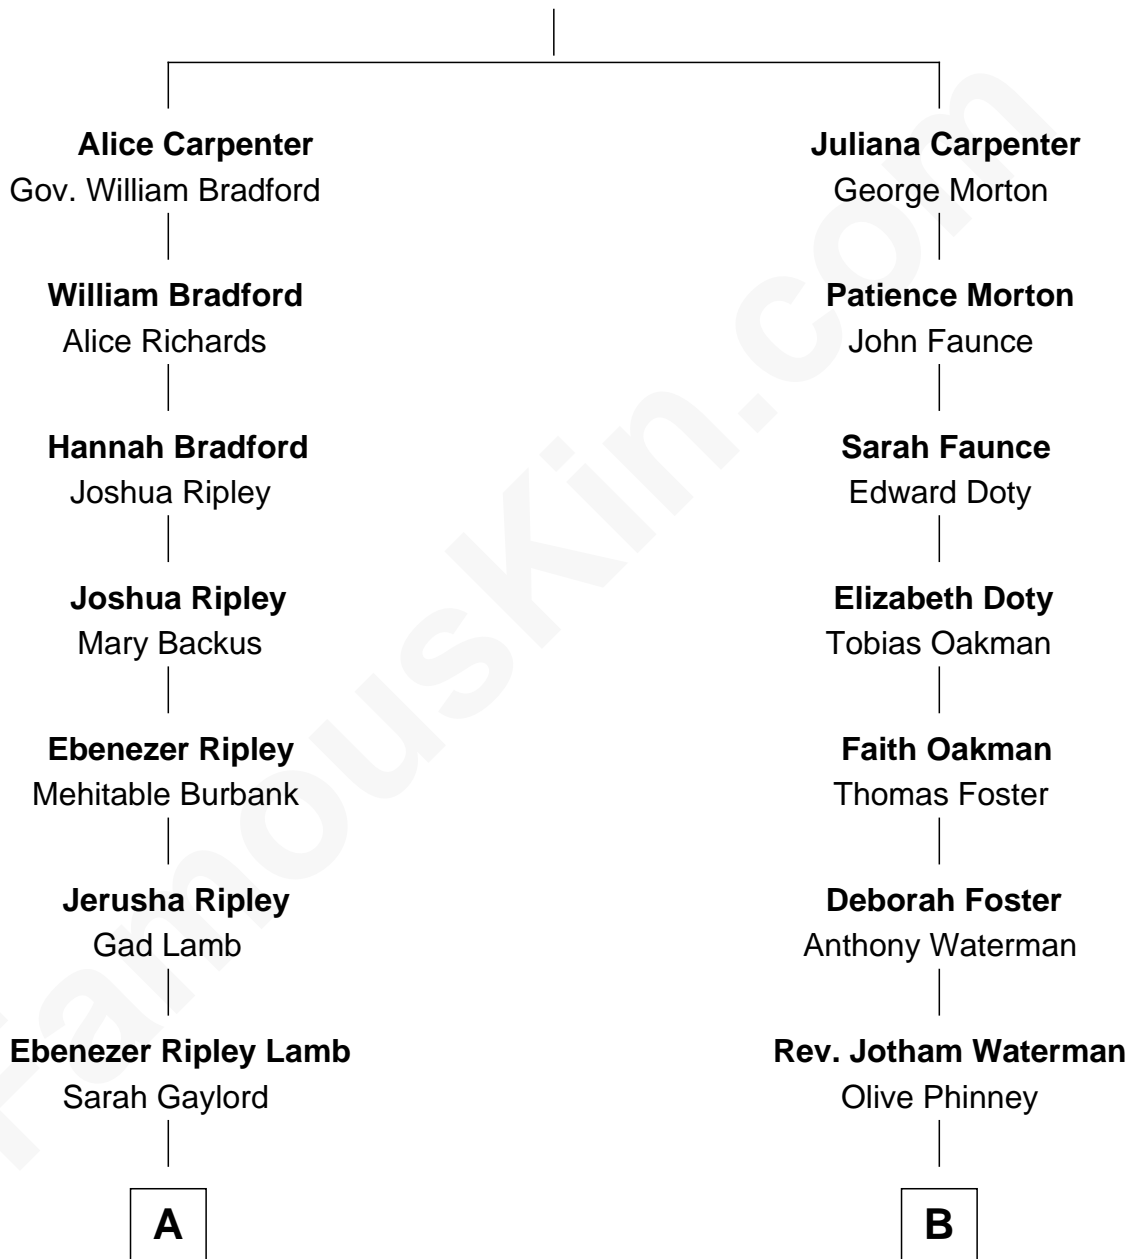 Alice Carpenter
Gov. William Bradford
William Bradford
Alice Richards
Hannah Bradford
Joshua Ripley
Joshua Ripley
Mary Backus
Ebenezer Ripley
Mehitable Burbank
Jerusha Ripley
Gad Lamb
Ebenezer Ripley Lamb
Sarah Gaylord
A
Juliana Carpenter
George Morton
Patience Morton
John Faunce
Sarah Faunce
Edward Doty
Elizabeth Doty
Tobias Oakman
Faith Oakman
Thomas Foster
Deborah Foster
Anthony Waterman
Rev. Jotham Waterman
Olive Phinney
B
FamousKin.com